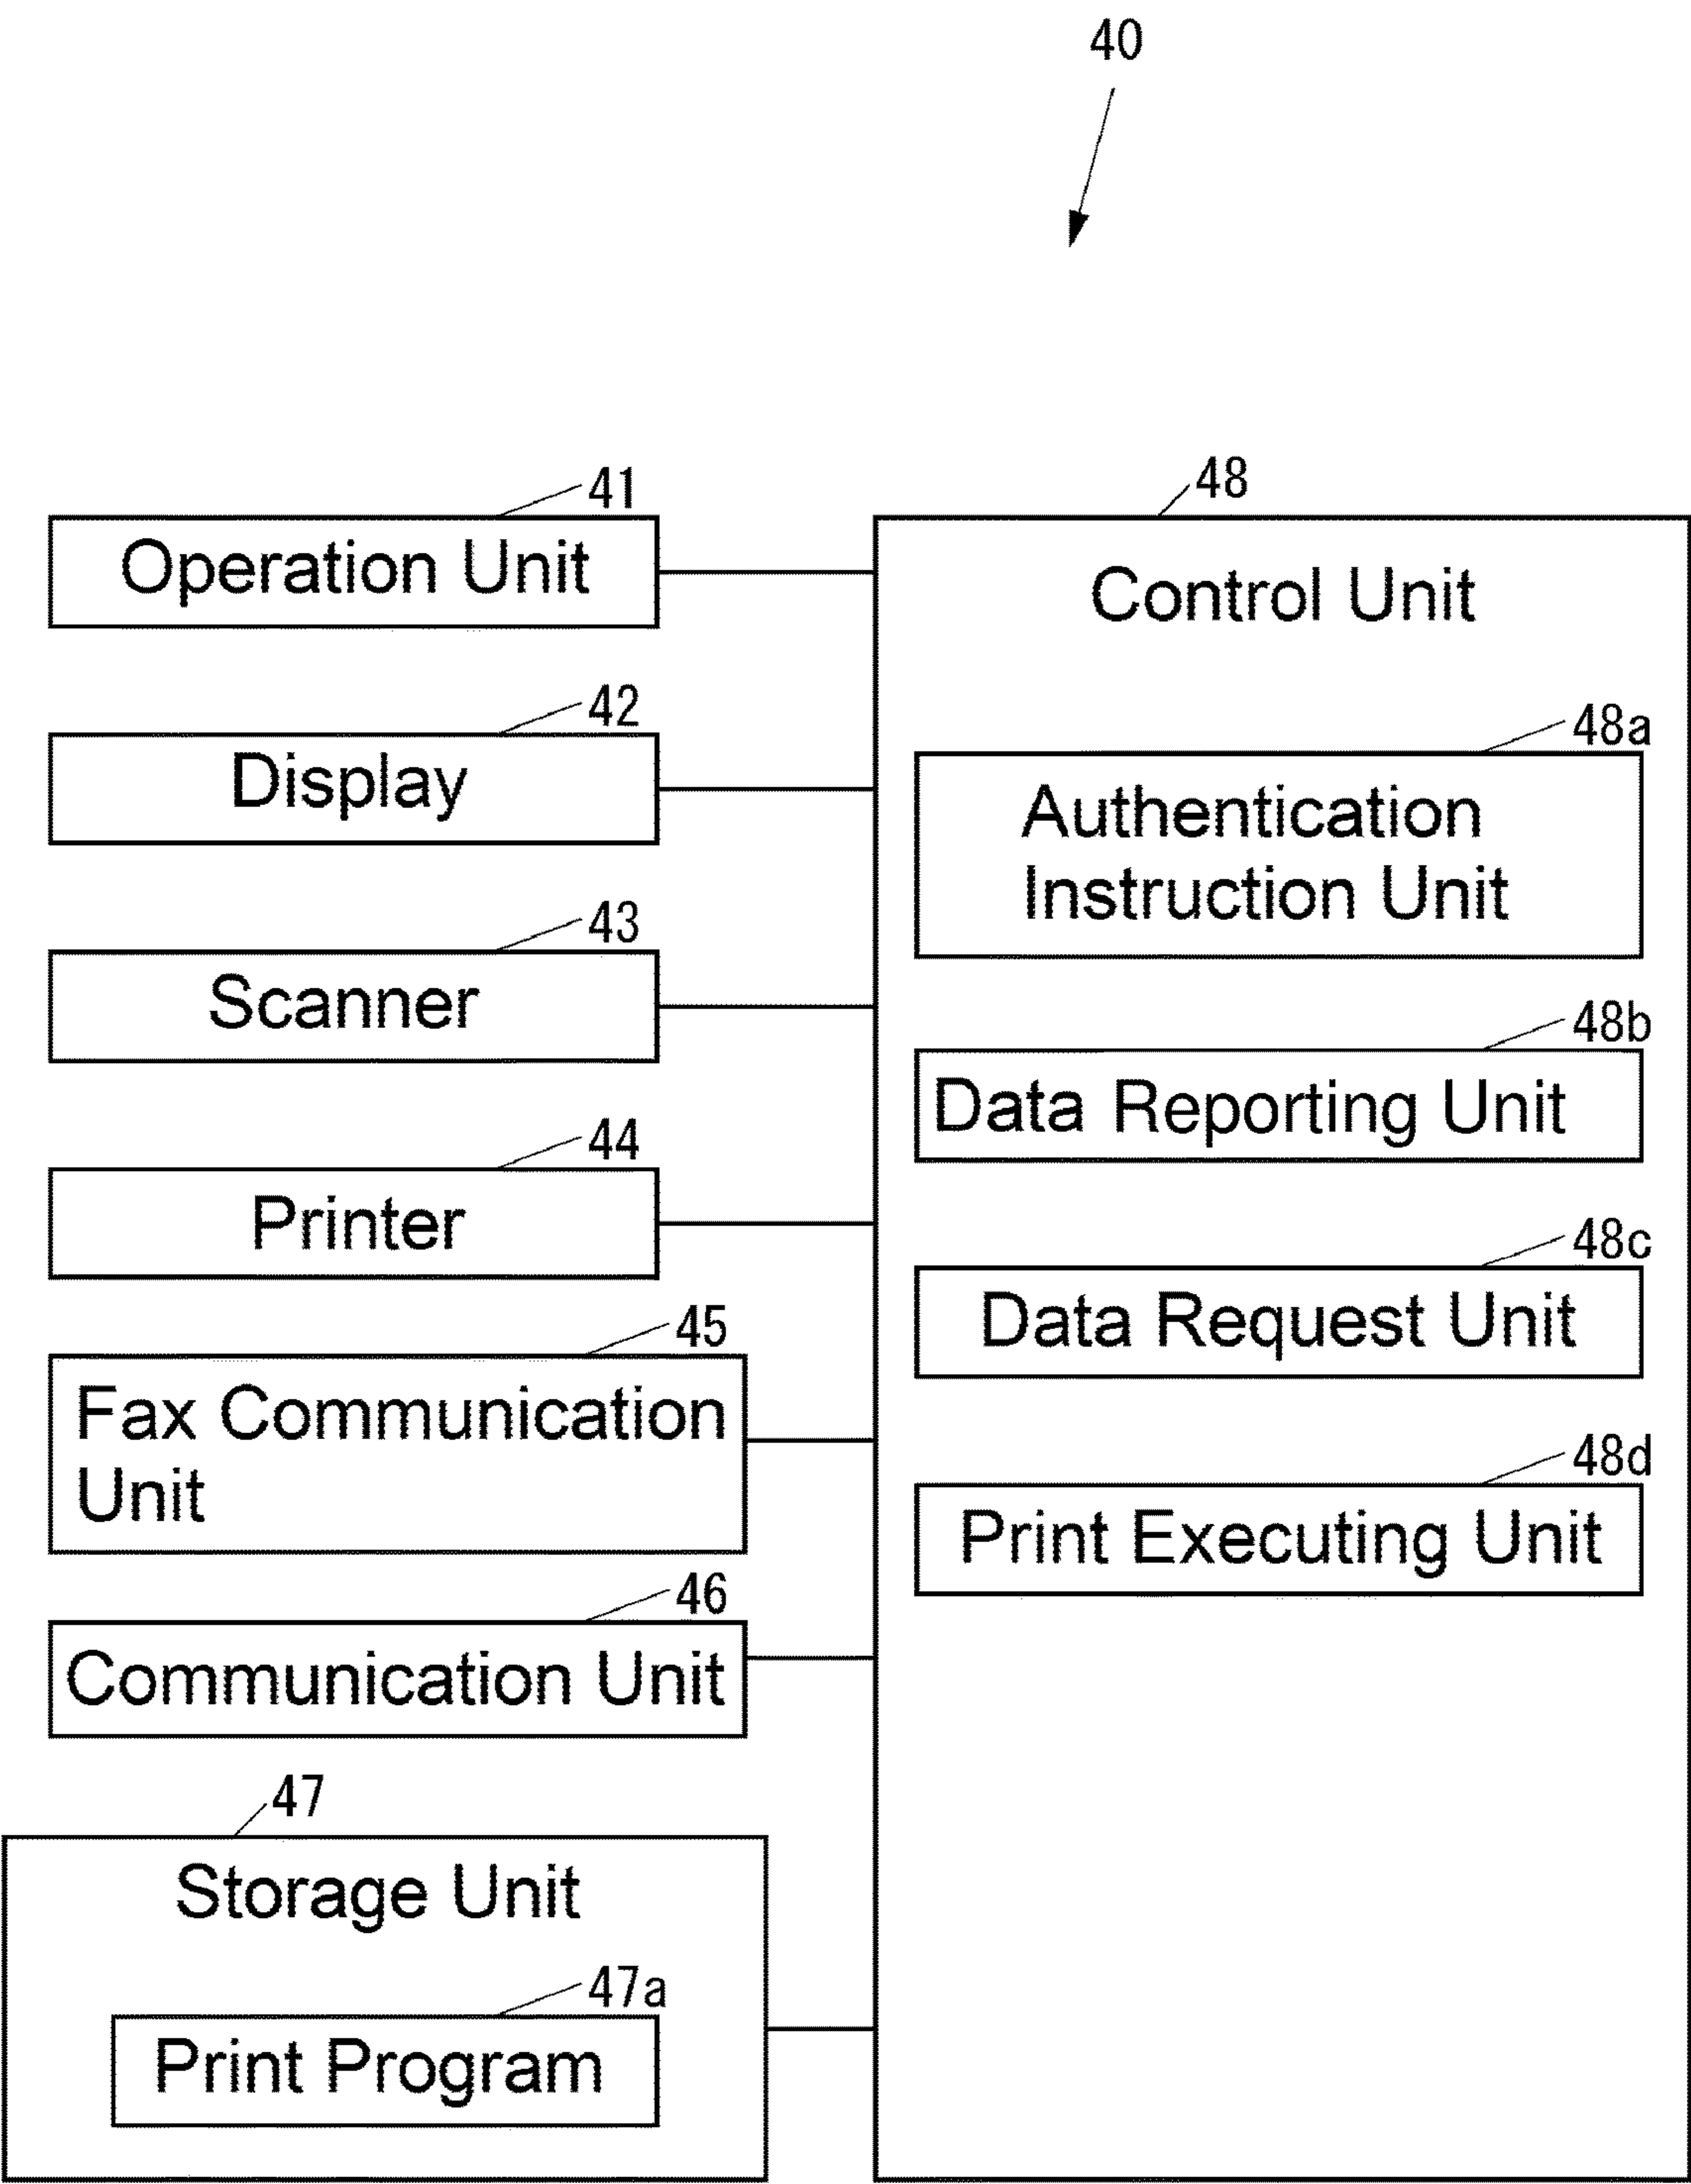 40
41
Operation Unit
42
Display
43
Scanner
44
Printer
45
Fax Communication
Unit
46
Communication Unit
47
Storage Unit
47a
Print Program
48
Control Unit
48a
Authentication
Instruction Unit
48b
Data Reporting Unit
48c
Data Request Unit
48d
Print Executing Unit